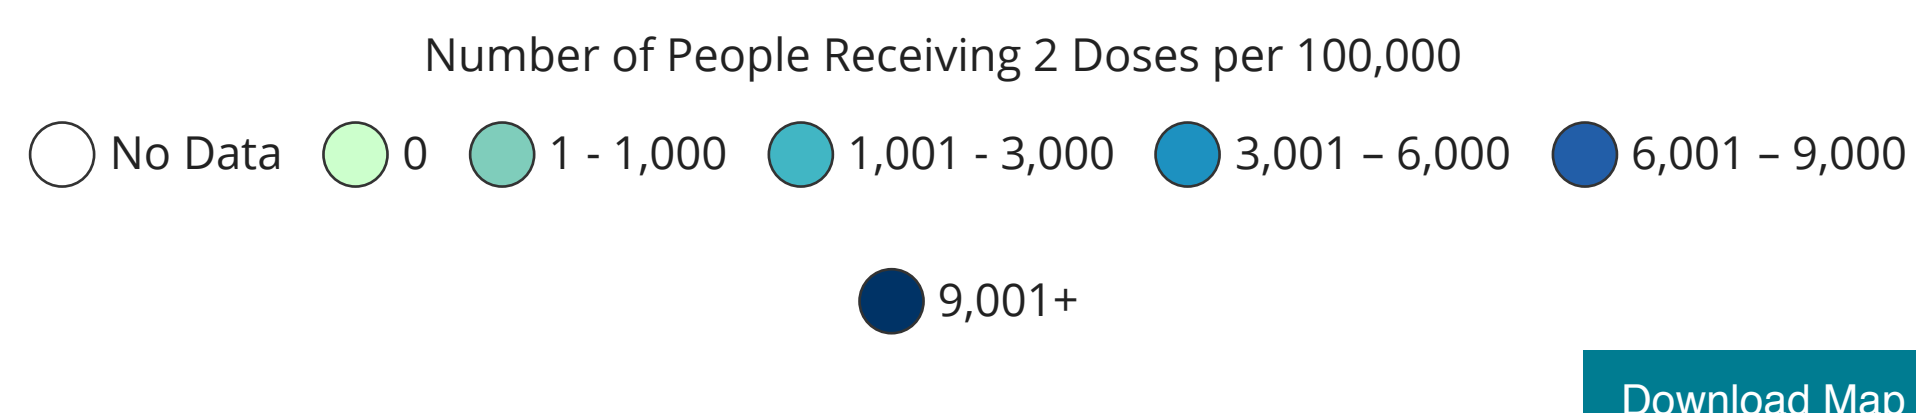 Number of People Receiving 2 Doses per 100,000
No Data 0 1 - 1,000 1,001 - 3,000 3,001 – 6,000 6,001 – 9,000
9,001+
Download Map